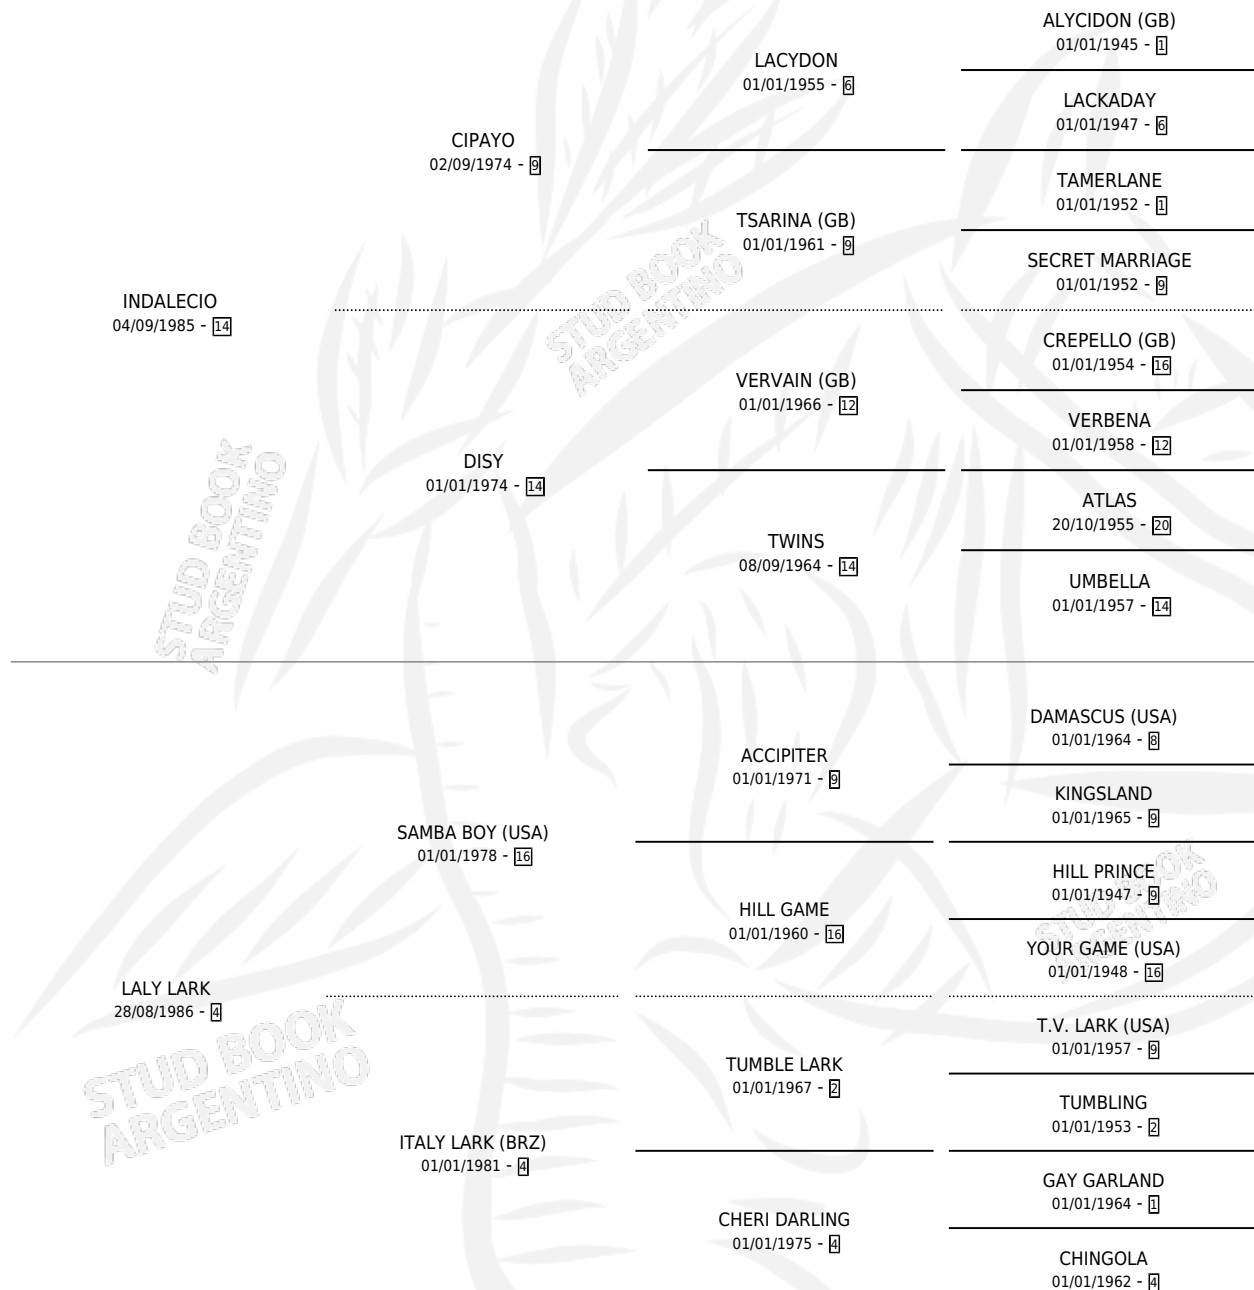 ALYCIDON (GB)
01/01/1945 - 1
LACYDON
01/01/1955 - 6
LACKADAY
01/01/1947 - 6
CIPAYO
02/09/1974 - 9
TAMERLANE
01/01/1952 - 1
TSARINA (GB)
01/01/1961 - 9
SECRET MARRIAGE
01/01/1952 - 9
INDALECIO
04/09/1985 - 14
STUD BOOK
ARGENTINO
CREPELLO (GB)
01/01/1954 - 16
VERVAIN (GB)
01/01/1966 - 12
VERBENA
01/01/1958 - 12
DISY
01/01/1974 - 14
ATLAS
20/10/1955 - 20
TWINS
08/09/1964 - 14
UMBELLA
01/01/1957 - 14
STUD BOOK
ARGENTINO
DAMASCUS (USA)
01/01/1964 - 8
ACCIPITER
01/01/1971 - 9
KINGSLAND
01/01/1965 - 9
SAMBA BOY (USA)
01/01/1978 - 16
HILL PRINCE
01/01/1947 - 9
HILL GAME
01/01/1960 - 16
YOUR GAME (USA)
01/01/1948 - 16
STUD BOOK
ARGENTINO
LALY LARK
28/08/1986 - 4
T.V. LARK (USA)
01/01/1957 - 9
TUMBLE LARK
01/01/1967 - 2
TUMBLING
01/01/1953 - 2
STUD BOOK
ARGENTINO
ITALY LARK (BRZ)
01/01/1981 - 4
GAY GARLAND
01/01/1964 - 1
CHERI DARLING
01/01/1975 - 4
CHINGOLA
01/01/1962 - 4